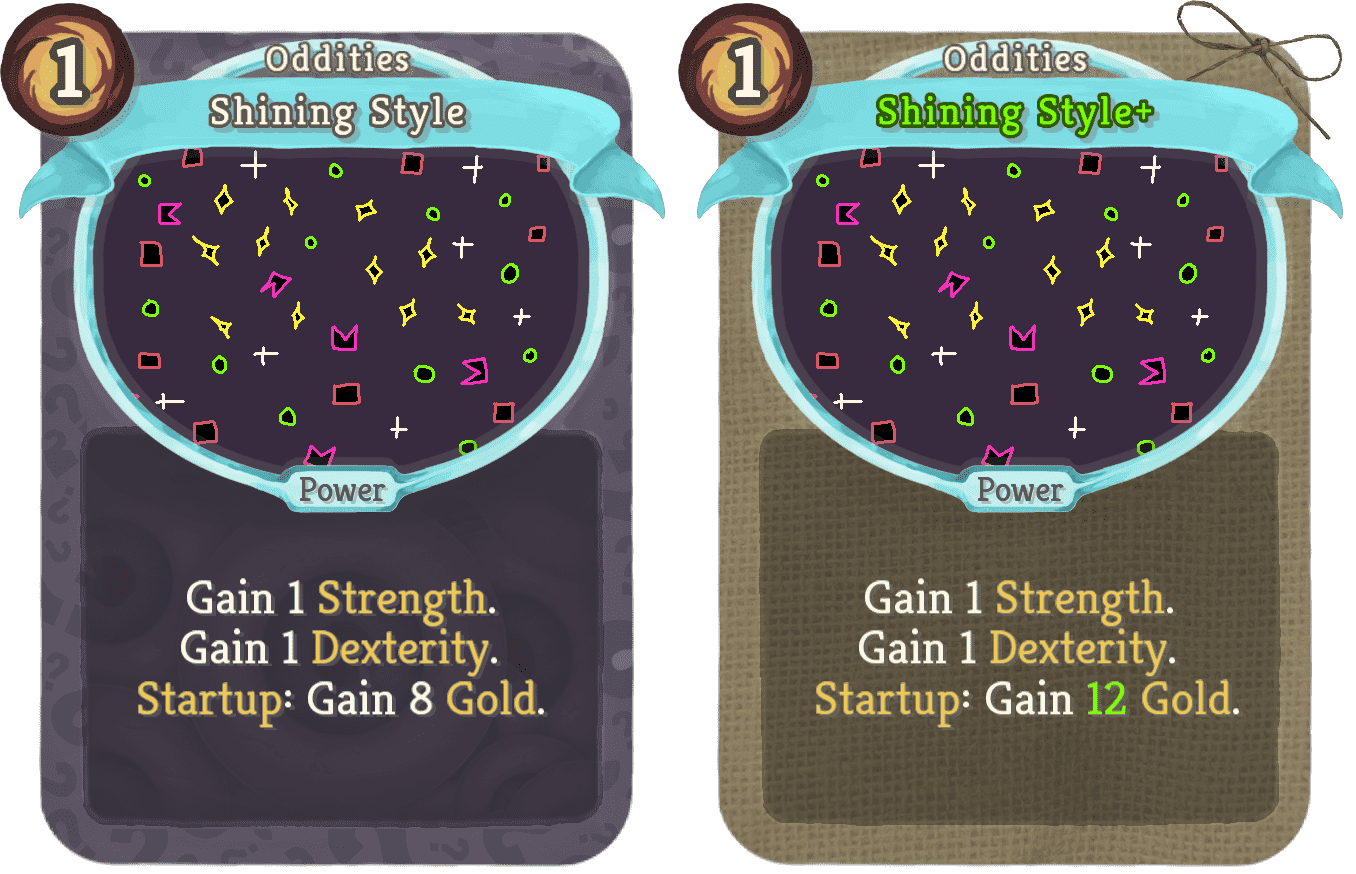 1
Oddities
Shining Style
Power
Gain 1 Strength.
Gain 1 Dexterity.
Startup: Gain 8 Gold.
1
Oddities
Shining Style+
Power
Gain 1 Strength.
Gain 1 Dexterity.
Startup: Gain 12 Gold.